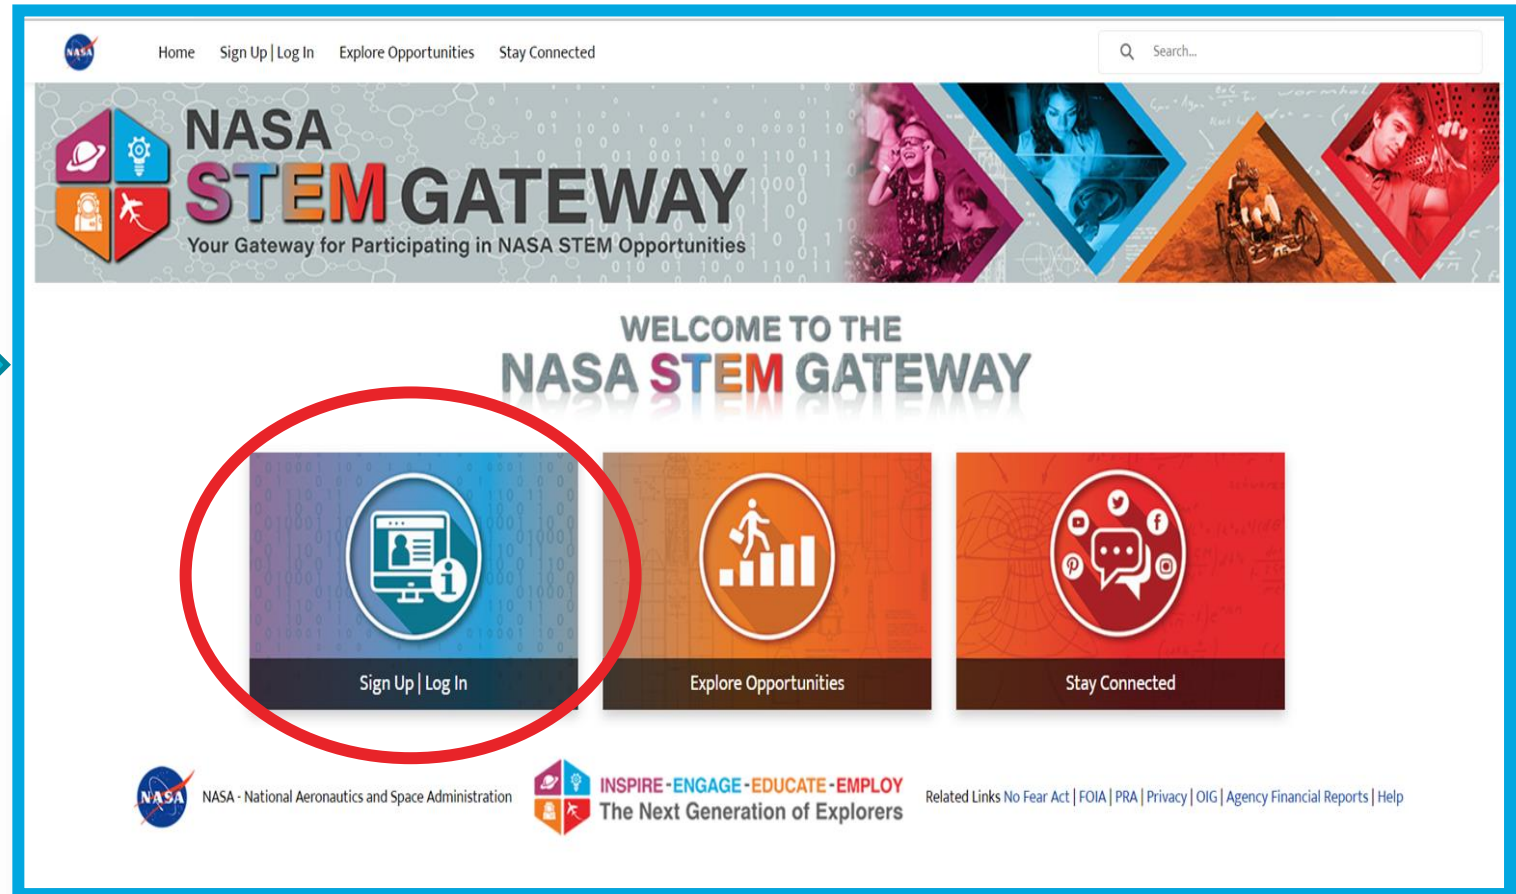 NASA
Home Sign Up | Log In Explore Opportunities Stay Connected
Search...
NASA
STEM GATEWAY
Your Gateway for Participating in NASA STEM Opportunities
WELCOME TO THE
NASA STEM GATEWAY
Sign Up | Log In
Explore Opportunities
Stay Connected
NASA
NASA - National Aeronautics and Space Administration
INSPIRE - ENGAGE - EDUCATE - EMPLOY
The Next Generation of Explorers
Related Links No Fear Act | FOIA | PRA | Privacy | OIG | Agency Financial Reports | Help